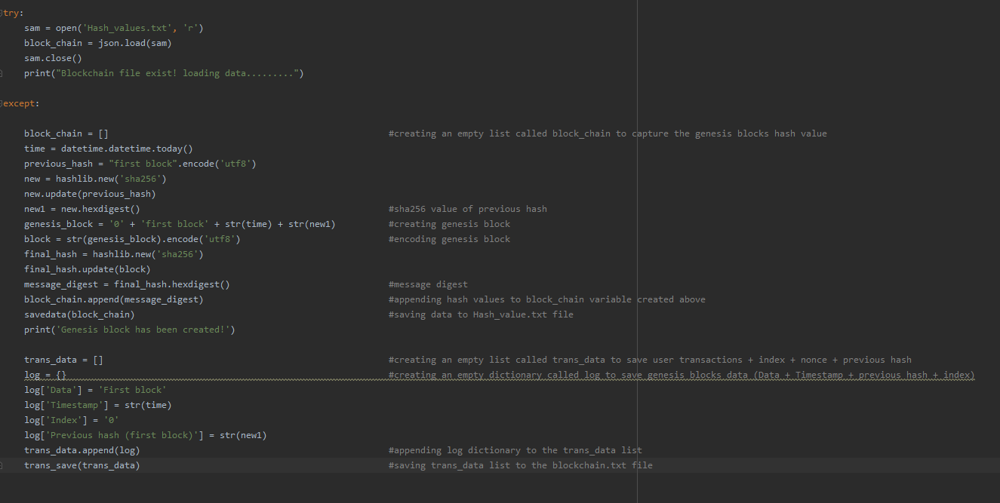 try:
sam = open('Hash_values.txt', 'r')
block_chain = json.load(sam)
sam.close()
print("Blockchain file exist! loading data.........")
except:
block_chain = [] #creating an empty list called block_chain to capture the genesis blocks hash value
time = datetime.datetime.today()
previous_hash = "first block".encode('utf8')
new = hashlib.new('sha256')
new.update(previous_hash)
new1 = new.hexdigest() #sha256 value of previous hash
genesis_block = '0' + 'first block' + str(time) + str(new1) #creating genesis block
block = str(genesis_block).encode('utf8') #encoding genesis block
final_hash = hashlib.new('sha256')
final_hash.update(block)
message_digest = final_hash.hexdigest() #message digest
block_chain.append(message_digest) #appending hash values to block_chain variable created above
savedata(block_chain) #saving data to Hash_value.txt file
print('Genesis block has been created!')
trans_data = [] #creating an empty list called trans_data to save user transactions + index + nonce + previous hash
log = {} #creating an empty dictionary called log to save genesis blocks data (Data + Timestamp + previous hash + index)
log['Data'] = 'First block'
log['Timestamp'] = str(time)
log['Index'] = '0'
log['Previous hash (first block)'] = str(new1)
trans_data.append(log) #appending log dictionary to the trans_data list
trans_save(trans_data) #saving trans_data list to the blockchain.txt file